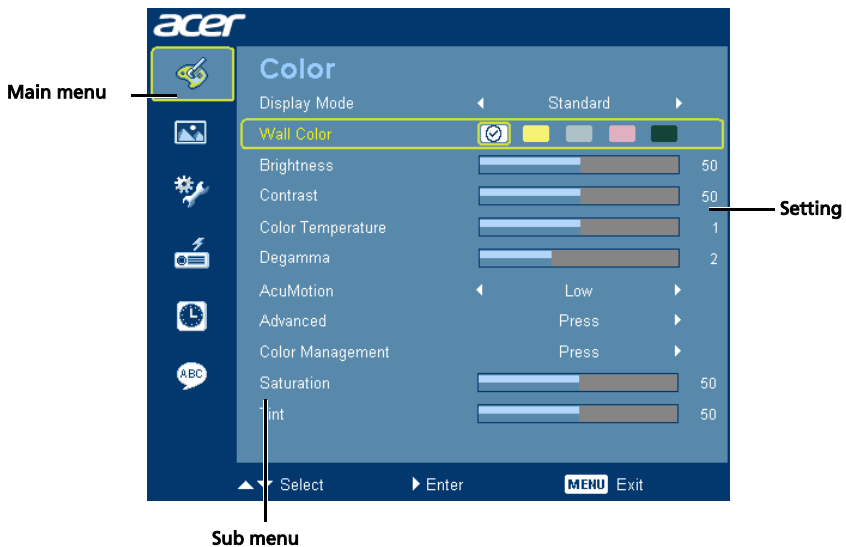 acer
Color
Display Mode Standard
Wall Color
Brightness 50
Contrast 50
Color Temperature 1
Degamma 2
AcuMotion Low
Advanced Press
Color Management Press
Saturation 50
Tint 50
ABC
Select Enter MENU Exit
Main menu
Setting
Sub menu